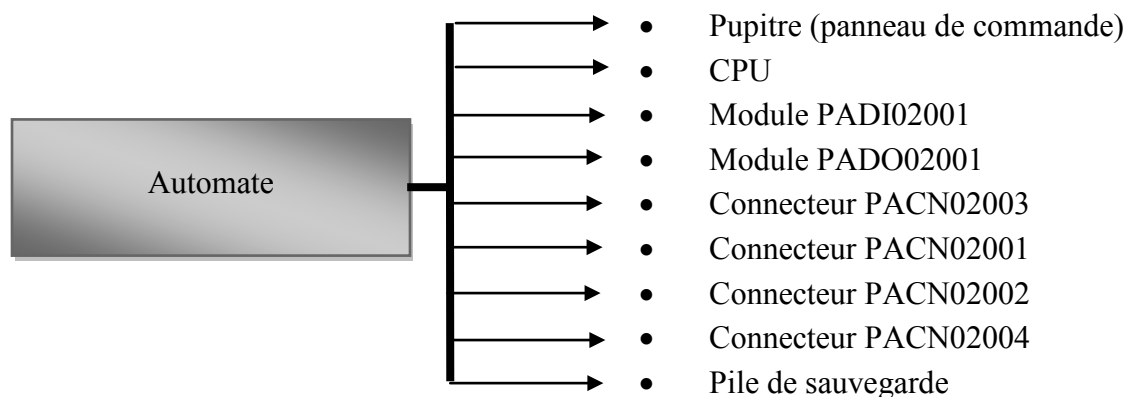 Automate
• Pupitre (panneau de commande)
• CPU
• Module PADI02001
• Module PADO02001
• Connecteur PACN02003
• Connecteur PACN02001
• Connecteur PACN02002
• Connecteur PACN02004
• Pile de sauvegarde